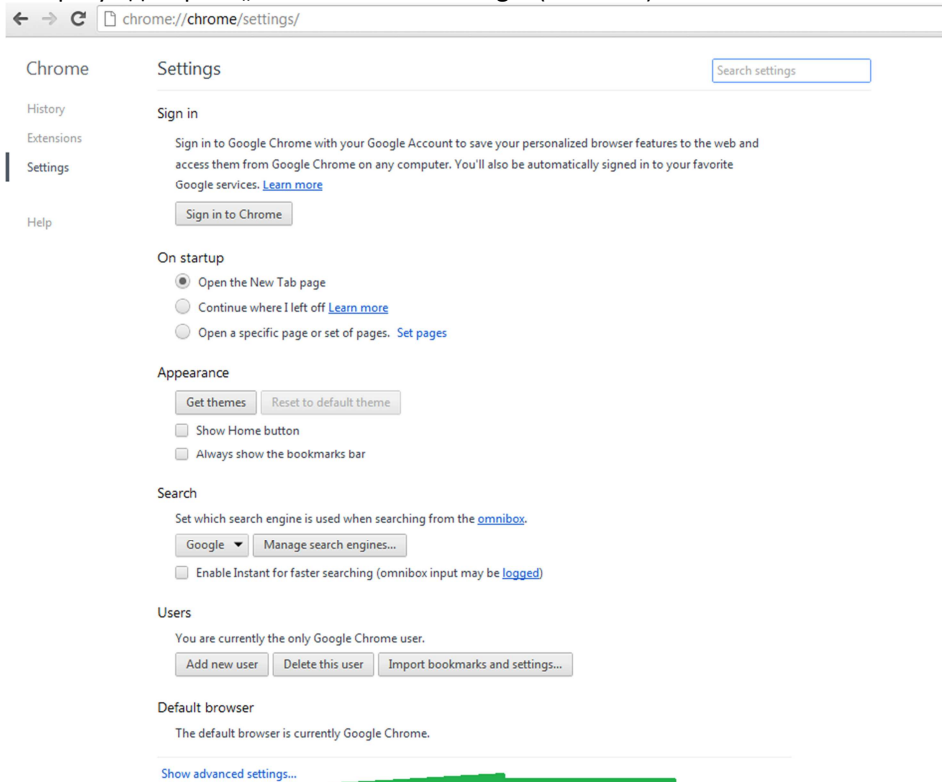 chrome://chrome/settings/
Chrome
Settings
Search settings
History
Extensions
Settings
Help
Sign in
Sign in to Google Chrome with your Google Account to save your personalized browser features to the web and
access them from Google Chrome on any computer. You'll also be automatically signed in to your favorite
Google services. Learn more
Sign in to Chrome
On startup
Open the New Tab page
Continue where I left off Learn more
Open a specific page or set of pages. Set pages
Appearance
Get themes Reset to default theme
Show Home button
Always show the bookmarks bar
Search
Set which search engine is used when searching from the omnibox.
Google Manage search engines...
Enable Instant for faster searching (omnibox input may be logged)
Users
You are currently the only Google Chrome user.
Add new user Delete this user Import bookmarks and settings...
Default browser
The default browser is currently Google Chrome.
Show advanced settings...